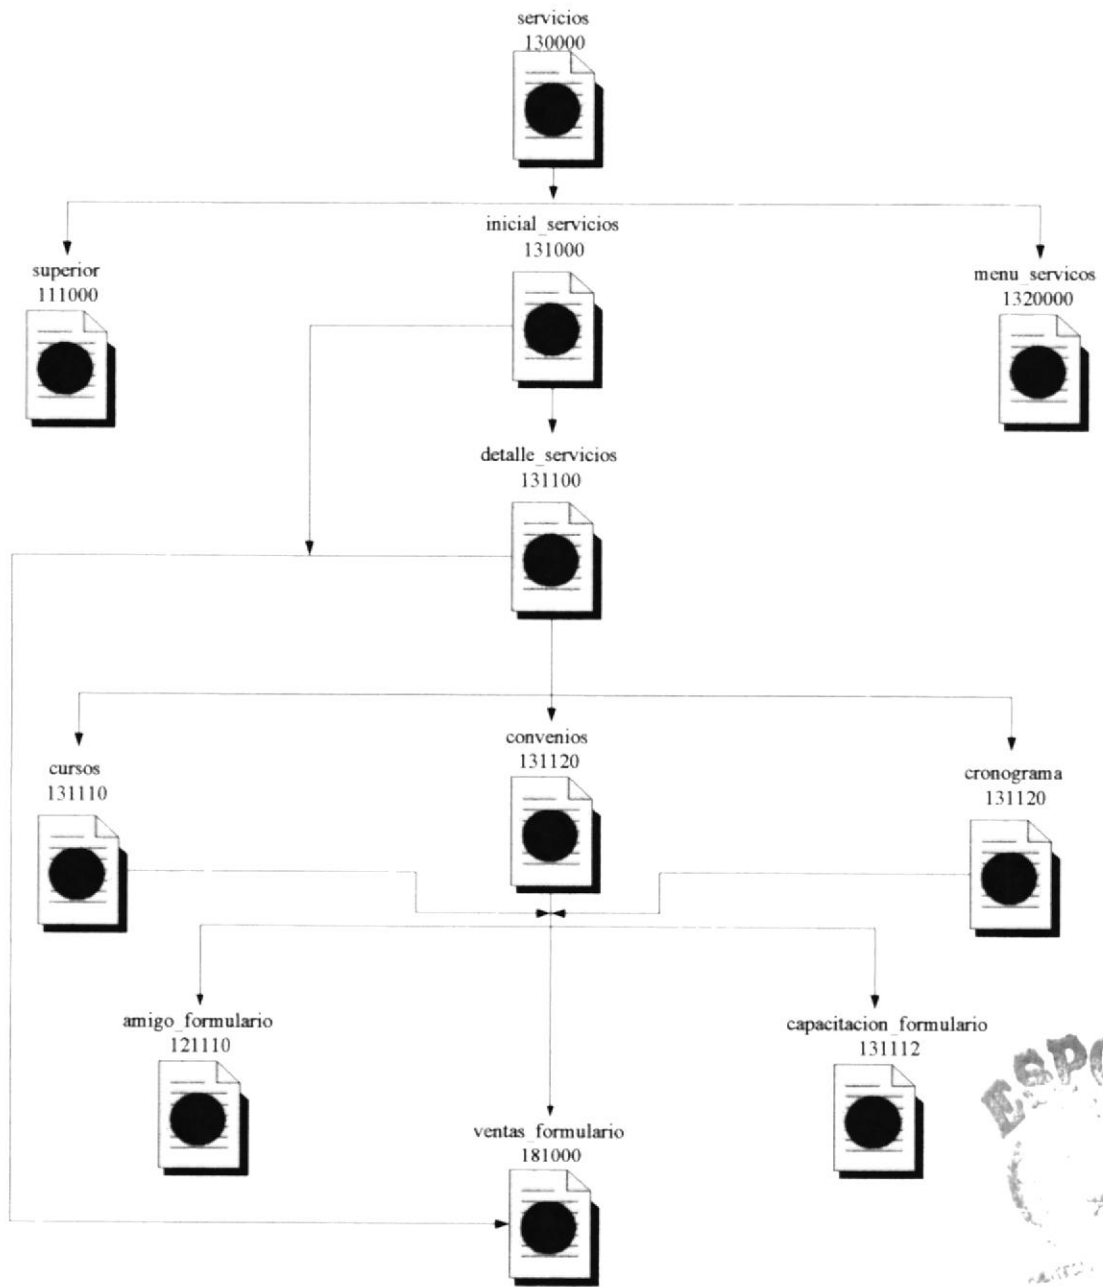 servicios
130000
inicial_servicios
131000
superior
111000
menu_servicos
1320000
detalle_servicios
131100
convenios
131120
cursos
131110
cronograma
131120
amigo_formulario
121110
capacitacion_formulario
131112
ventas_formulario
181000